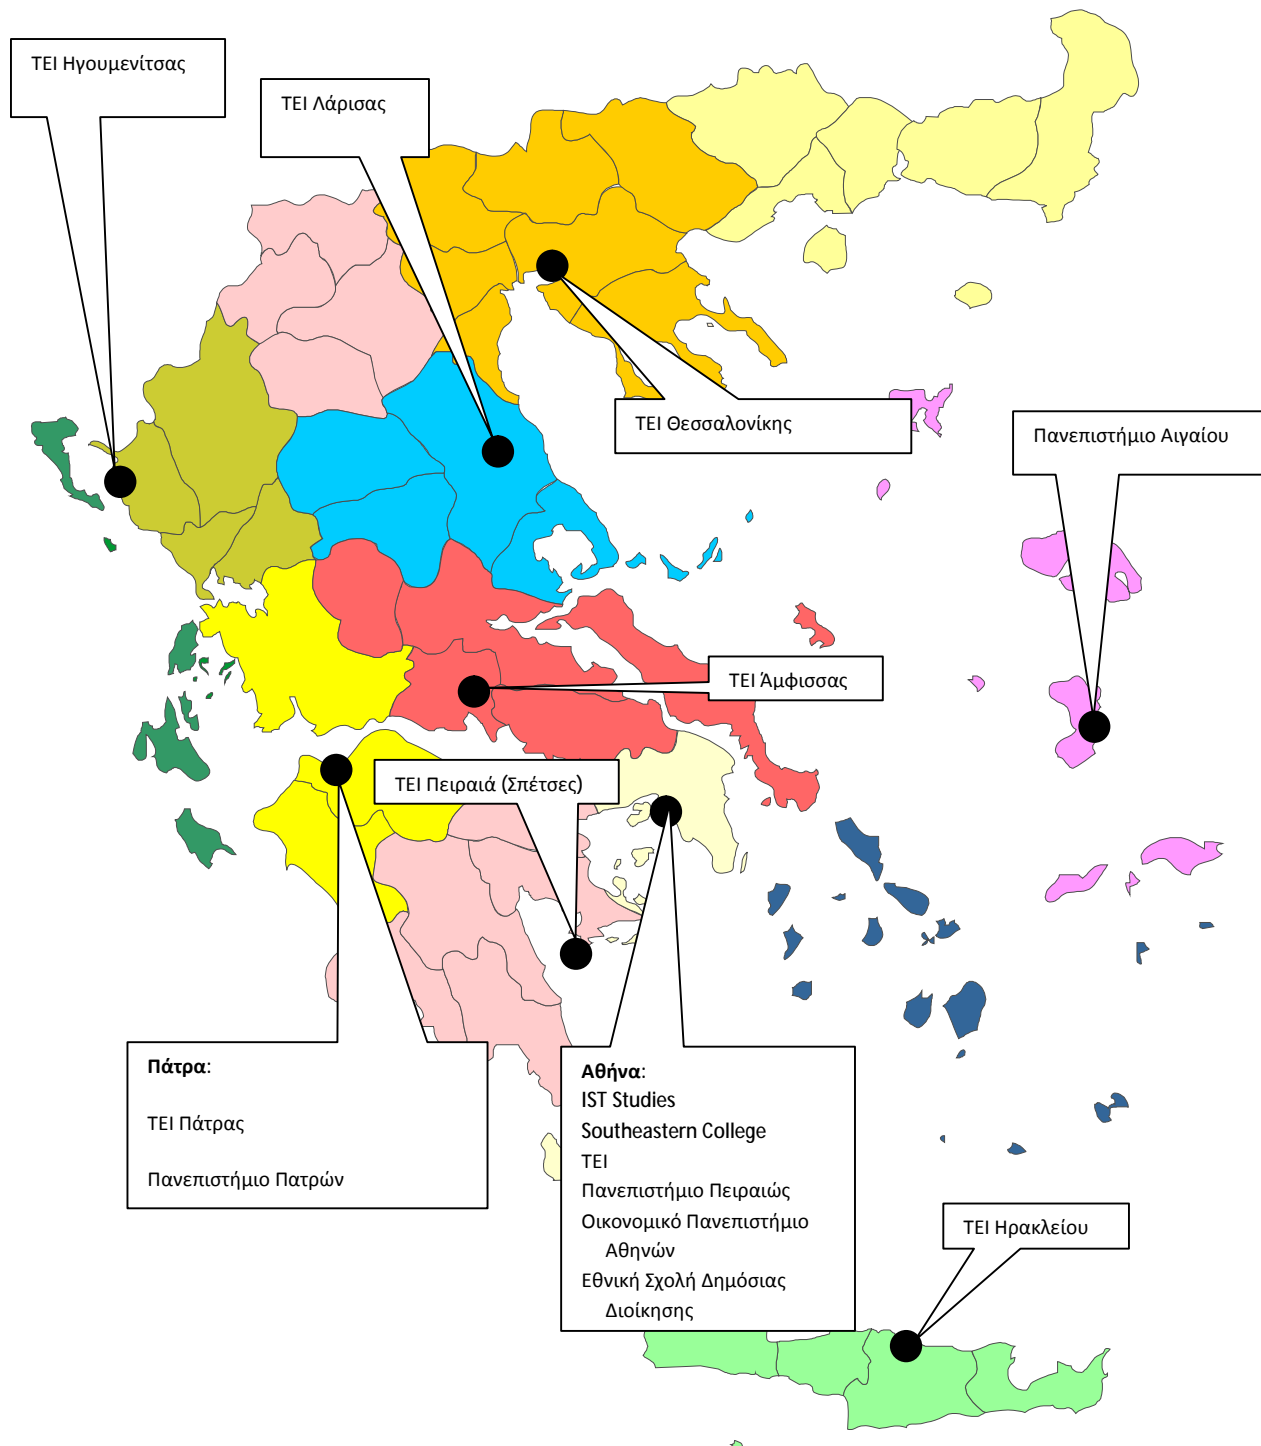 ΤΕΙ Ηγουμενίτσας
ΤΕΙ Λάρισας
ΤΕΙ Θεσσαλονίκης
Πανεπιστήμιο Αιγαίου
ΤΕΙ Άμφισσας
ΤΕΙ Πειραιά (Σπέτσες)
Πάτρα:
ΤΕΙ Πάτρας
Πανεπιστήμιο Πατρών
Αθήνα:
IST Studies
Southeastern College
ΤΕΙ
Πανεπιστήμιο Πειραιώς
Οικονομικό Πανεπιστήμιο
Αθηνών
Εθνική Σχολή Δημόσιας
Διοίκησης
ΤΕΙ Ηρακλείου